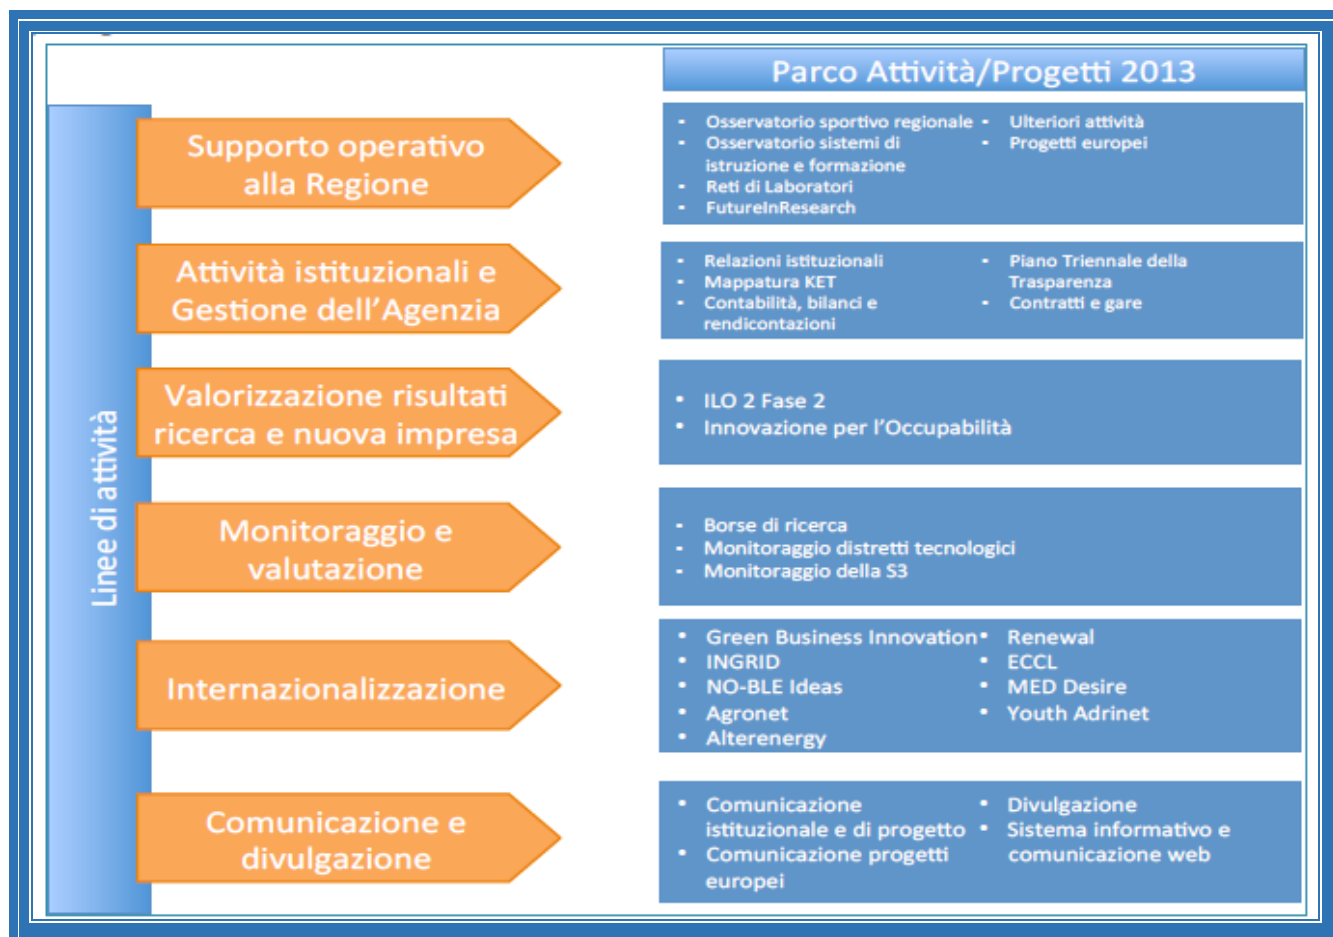 Parco Attività/Progetti 2013
Linee di attività
Supporto operativo
alla Regione
- Osservatorio sportivo regionale
- Osservatorio sistemi di
istruzione e formazione
- Reti di Laboratori
- FutureInResearch
- Ulteriori attività
- Progetti europei
Attività istituzionali e
Gestione dell'Agenzia
- Relazioni istituzionali
- Mappatura KET
- Contabilità, bilanci e
rendicontazioni
- Piano Triennale della
Trasparenza
- Contratti e gare
Valorizzazione risultati
ricerca e nuova impresa
• ILO 2 Fase 2
• Innovazione per l'Occupabilità
Monitoraggio e
valutazione
- Borse di ricerca
- Monitoraggio distretti tecnologici
- Monitoraggio della S3
Internazionalizzazione
• Green Business Innovation
• INGRID
• NO-BLE Ideas
• Agronet
• Alterenergy
• Renewal
• ECCL
• MED Desire
• Youth Adrinet
Comunicazione e
divulgazione
• Comunicazione
istituzionale e di progetto
• Comunicazione progetti
europei
• Divulgazione
• Sistema informativo e
comunicazione web